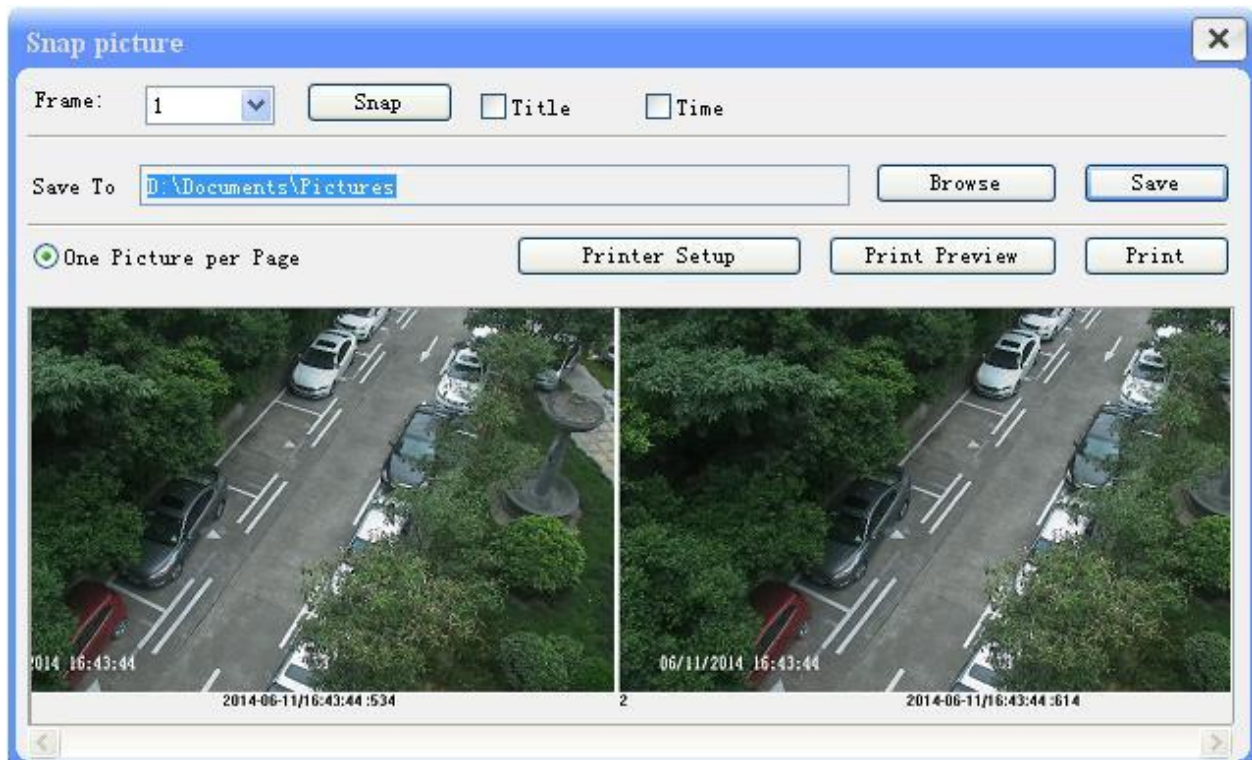 Snap picture
Frame: 1 Snap Title Time
Save To D:\Documents\Pictures Browse Save
One Picture per Page Printer Setup Print Preview Print
2014 16:43:44 06/11/2014 16:43:44
2014-06-11/16:43:44 :534 2 2014-06-11/16:43:44 :614